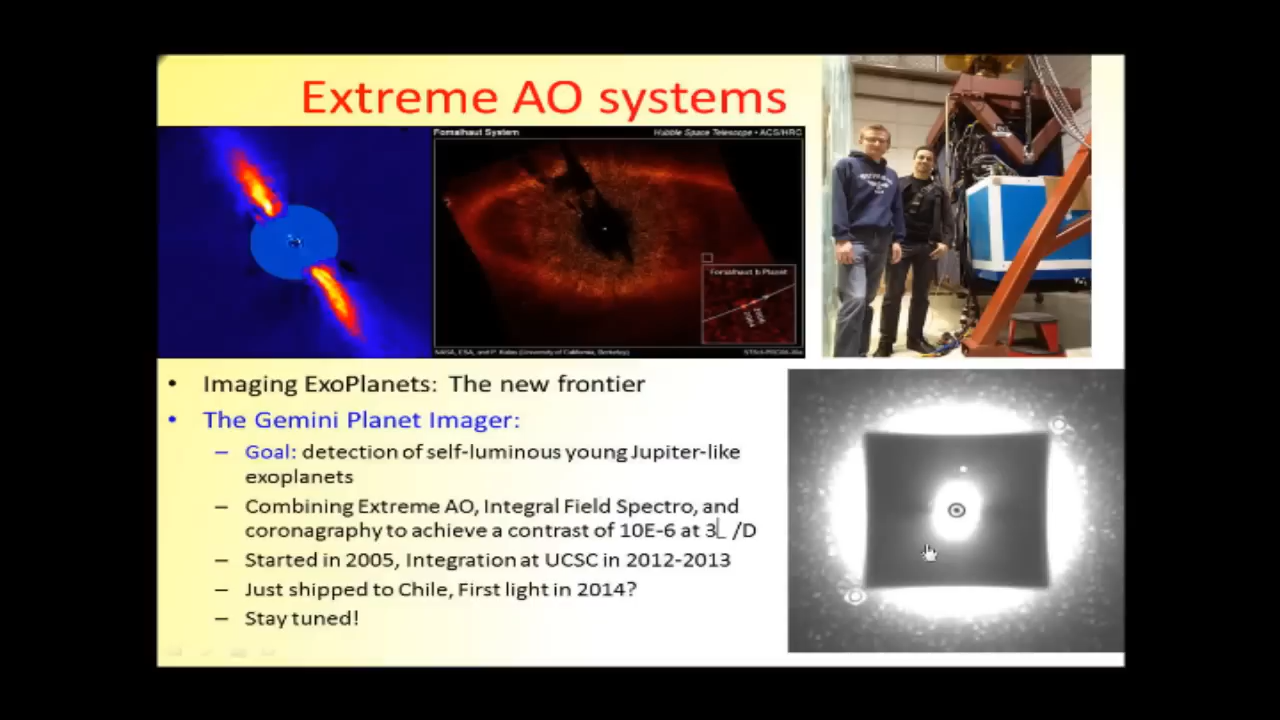 Extreme AO systems
Fomalhaut System
Hubble Space Telescope • ACS/HRC
Fomalhaut b Planet
2006
2004
NASA, ESA, and P. Kalas (University of California, Berkeley)
• Imaging ExoPlanets: The new frontier
• The Gemini Planet Imager:
– Goal: detection of self-luminous young Jupiter-like
exoplanets
– Combining Extreme AO, Integral Field Spectro, and
coronagraphy to achieve a contrast of 10E-6 at 3L /D
– Started in 2005, Integration at UCSC in 2012-2013
– Just shipped to Chile, First light in 2014?
– Stay tuned!